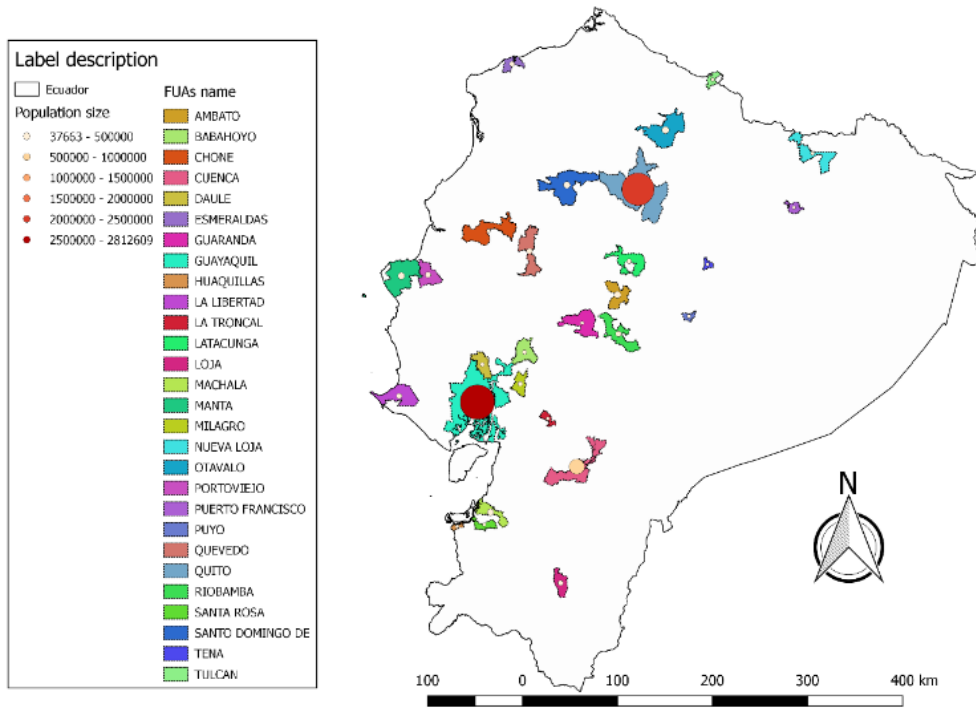 Label description
Ecuador
Population size
37663 - 500000
500000 - 1000000
1000000 - 1500000
1500000 - 2000000
2000000 - 2500000
2500000 - 2812609
FUAs name
AMBATO
BABAHOYO
CHONE
CUENCA
DAULE
ESMERALDAS
GUARANDA
GUAYAQUIL
HUAQUILLAS
LA LIBERTAD
LA TRONCAL
LATACUNGA
LOJA
MACHALA
MANTA
MILAGRO
NUEVA LOJA
OTAVALO
PORTOVIEJO
PUERTO FRANCISCO
PUYO
QUEVEDO
QUITO
RIOBAMBA
SANTA ROSA
SANTO DOMINGO DE
TENA
TULCAN
N
100 0 100 200 300 400 km